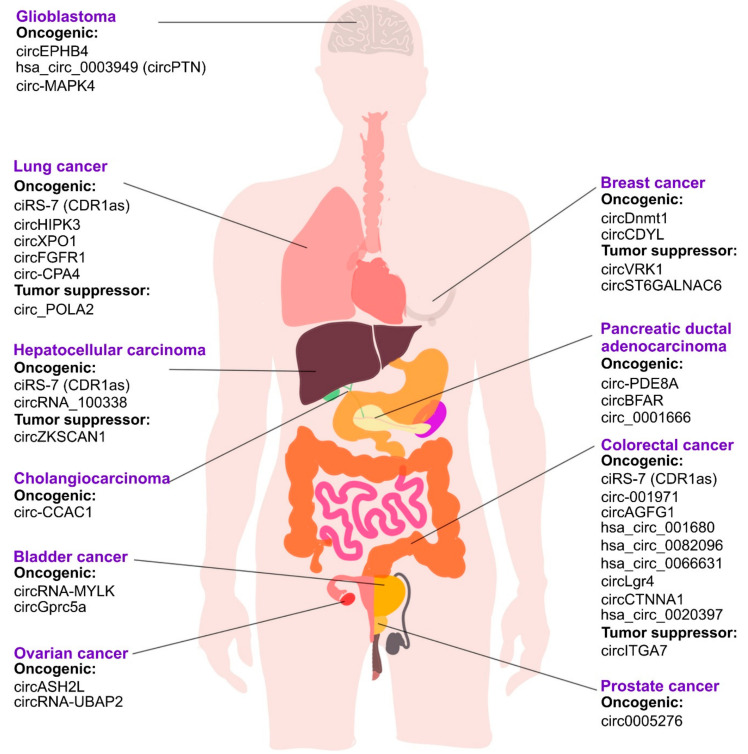 Glioblastoma
Oncogenic:
circEPHB4
hsa_circ_0003949 (circPTN)
circ-MAPK4
Lung cancer
Oncogenic:
ciRS-7 (CDR1as)
circHIPK3
circXPO1
circFGFR1
circ-CPA4
Tumor suppressor:
circ_POLA2
Hepatocellular carcinoma
Oncogenic:
ciRS-7 (CDR1as)
circRNA_100338
Tumor suppressor:
circZKSCAN1
Cholangiocarcinoma
Oncogenic:
circ-CCAC1
Bladder cancer
Oncogenic:
circRNA-MYLK
circGprc5a
Ovarian cancer
Oncogenic:
circASH2L
circRNA-UBAP2
Breast cancer
Oncogenic:
circDnmt1
circCDYL
Tumor suppressor:
circVRK1
circST6GALNAC6
Pancreatic ductal
adenocarcinoma
Oncogenic:
circ-PDE8A
circBFAR
circ_0001666
Colorectal cancer
Oncogenic:
ciRS-7 (CDR1as)
circ-001971
circAGFG1
hsa_circ_001680
hsa_circ_0082096
hsa_circ_0066631
circLgr4
circCTNNA1
hsa_circ_0020397
Tumor suppressor:
circITGA7
Prostate cancer
Oncogenic:
circ0005276